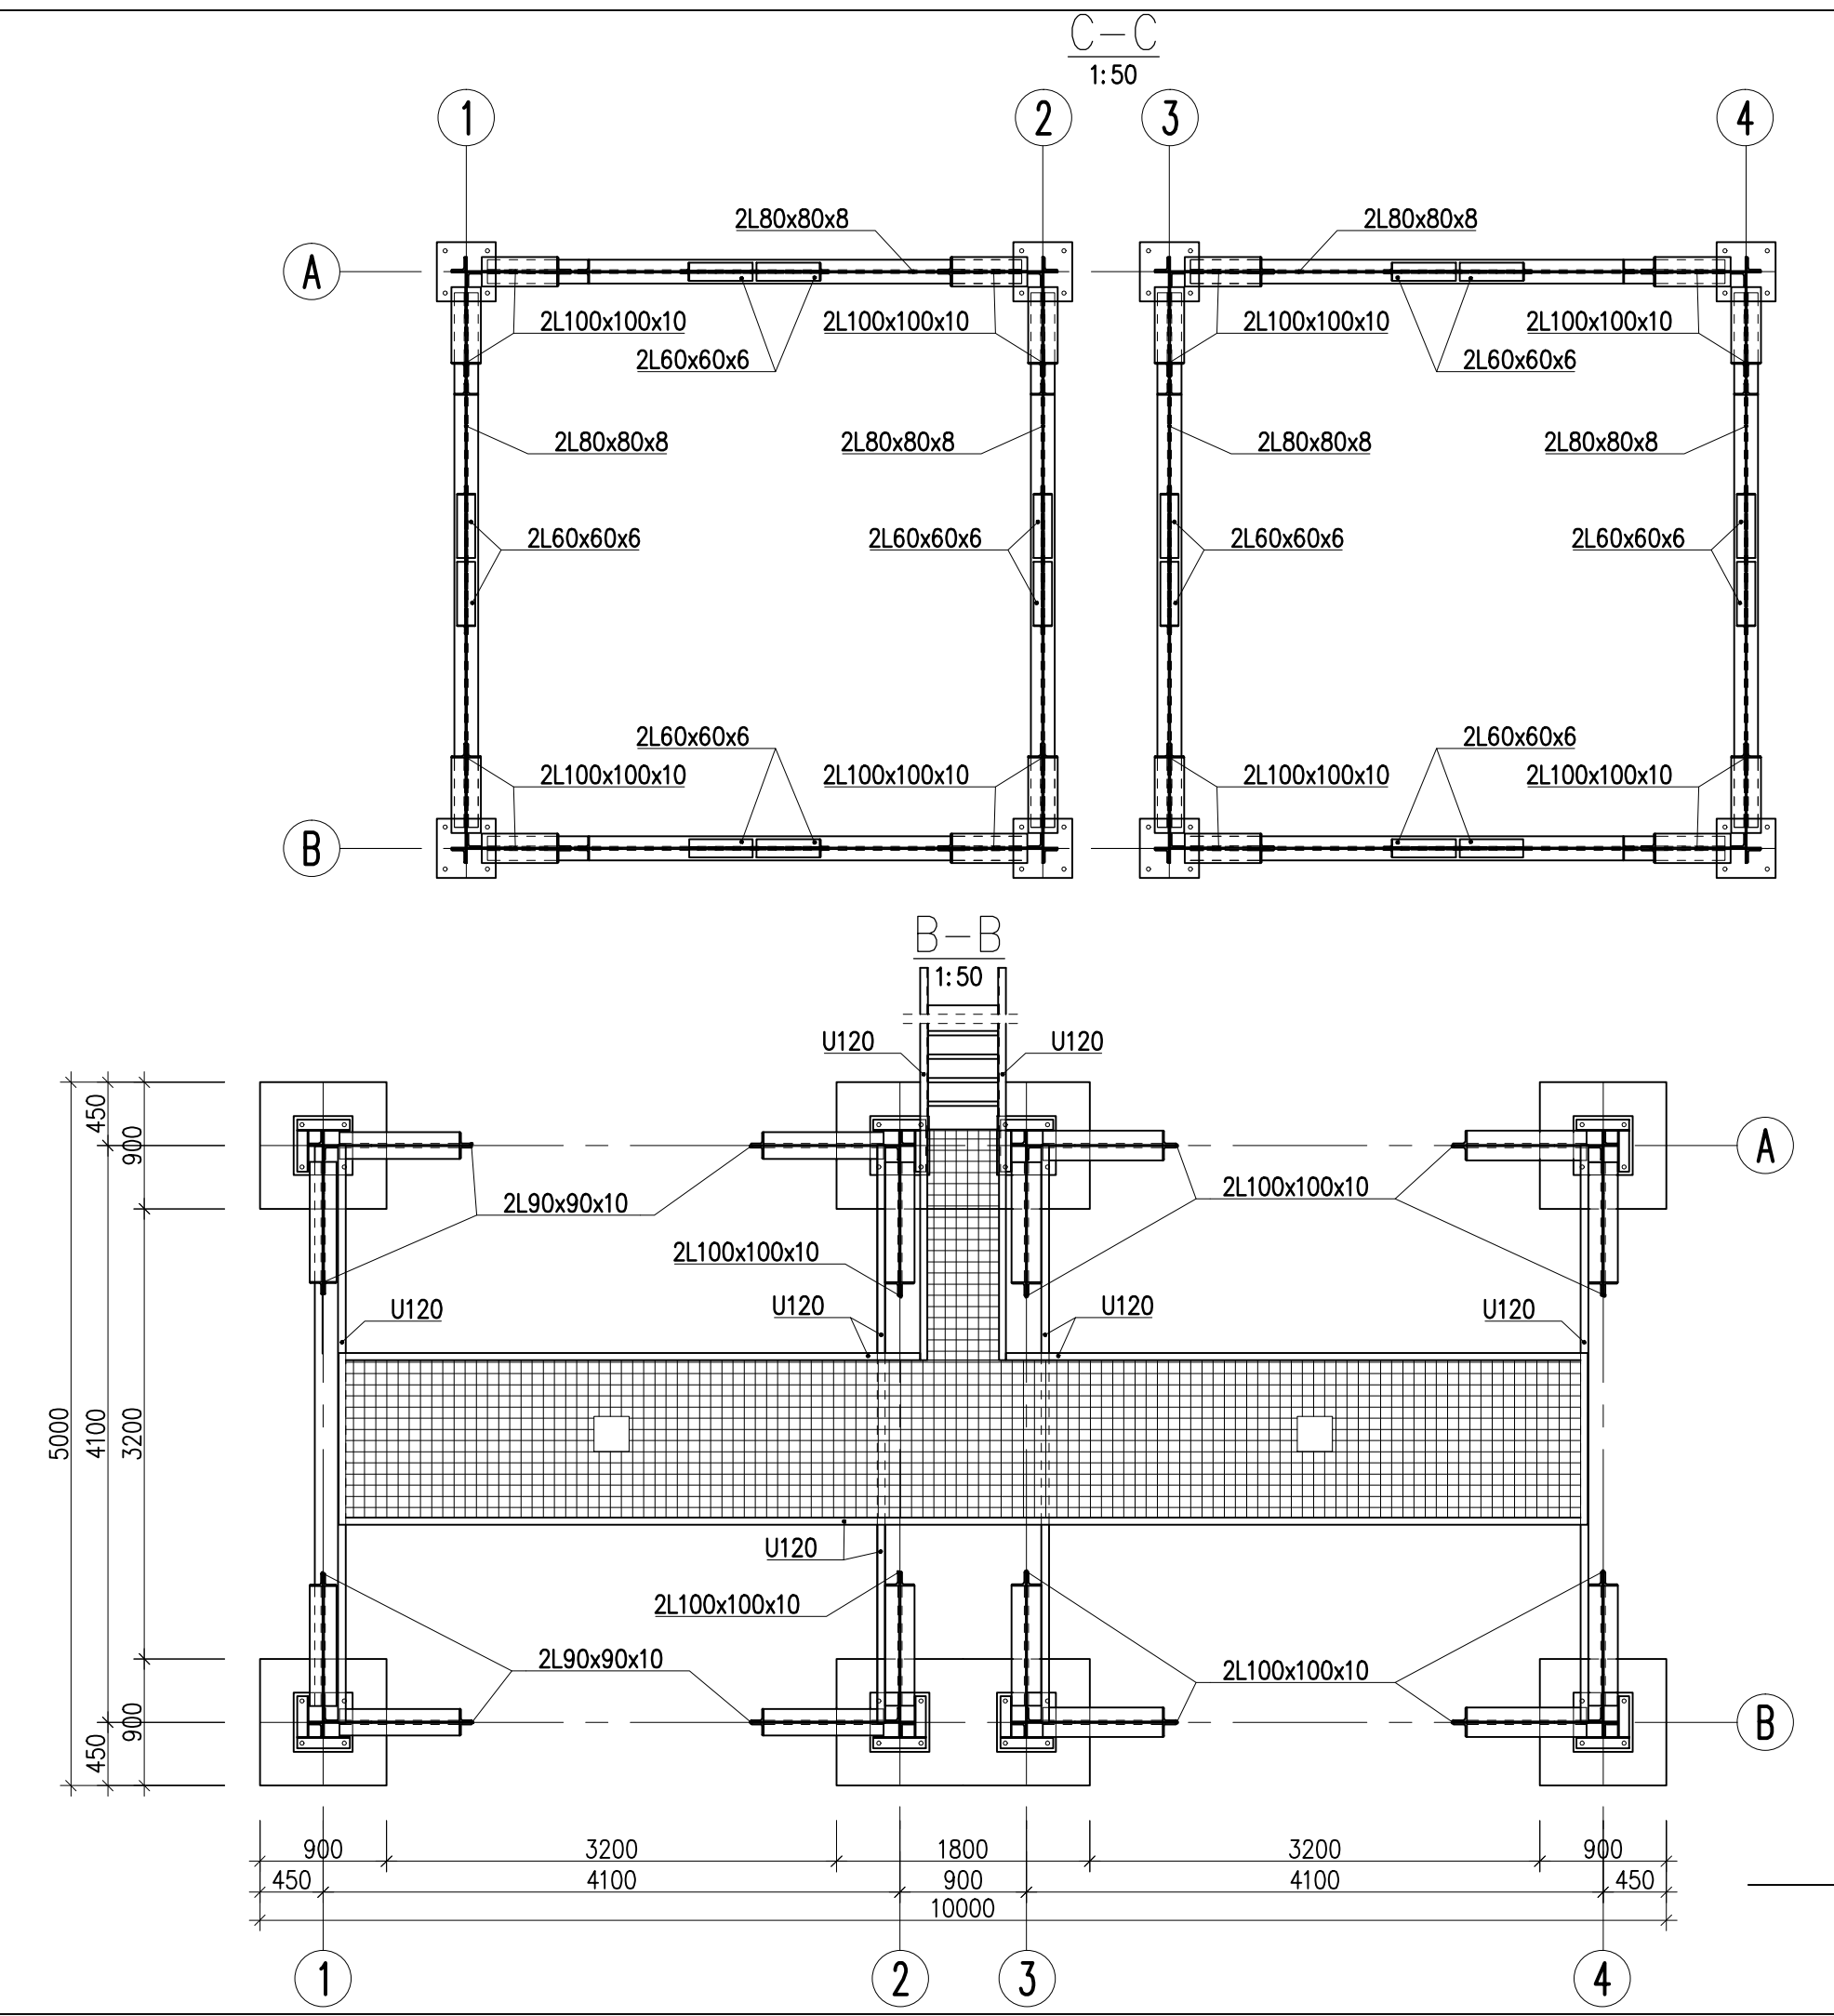 C-C
1:50
1 2 3 4
2L80x80x8 2L80x80x8
A
2L100x100x10 2L100x100x10 2L100x100x10 2L100x100x10
2L60x60x6 2L60x60x6
2L80x80x8 2L80x80x8 2L80x80x8 2L80x80x8
2L60x60x6 2L60x60x6 2L60x60x6 2L60x60x6
2L60x60x6 2L60x60x6
2L100x100x10 2L100x100x10 2L100x100x10 2L100x100x10
B
B-B
1:50
U120 U120
450
900 A
2L90x90x10 2L100x100x10
2L100x100x10
U120 U120 U120 U120
5000 4100 3200
U120
2L100x100x10
2L90x90x10 2L100x100x10
900 B
450
900 3200 1800 3200 900
450 4100 900 4100 450
10000
1 2 3 4